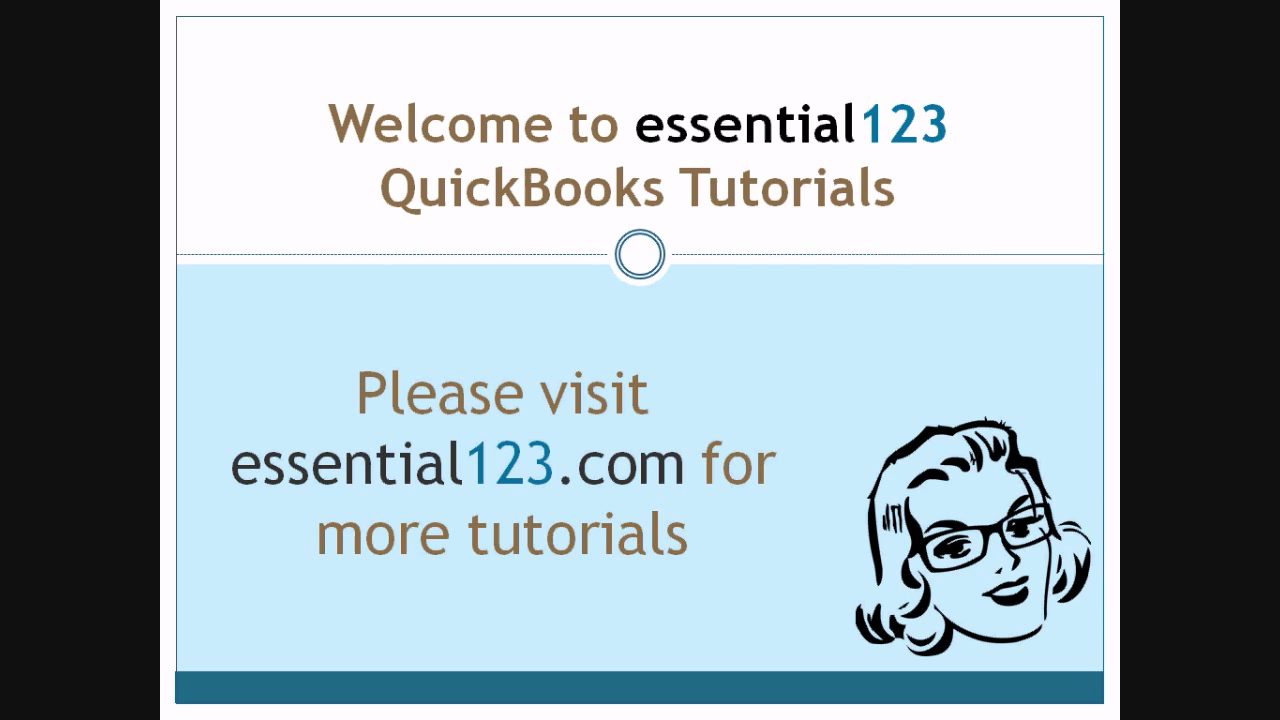 Welcome to essential123
QuickBooks Tutorials
Please visit
essential123.com for
more tutorials